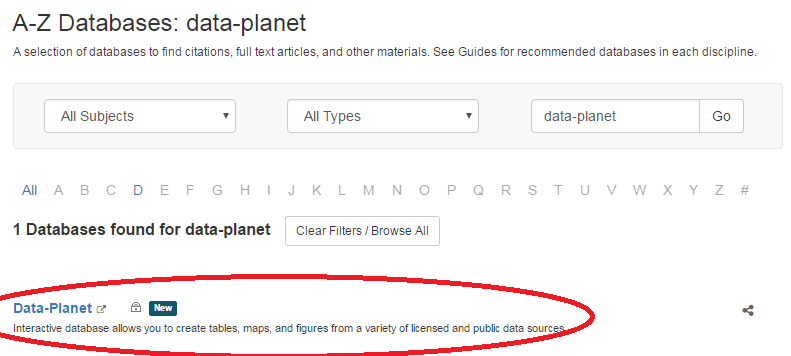 A-Z Databases: data-planet
A selection of databases to find citations, full text articles, and other materials. See Guides for recommended databases in each discipline.
All Subjects All Types data-planet Go
All A B C D E F G H I J K L M N O P Q R S T U V W X Y Z #
1 Databases found for data-planet Clear Filters / Browse All
Data-Planet New
Interactive database allows you to create tables, maps, and figures from a variety of licensed and public data sources.